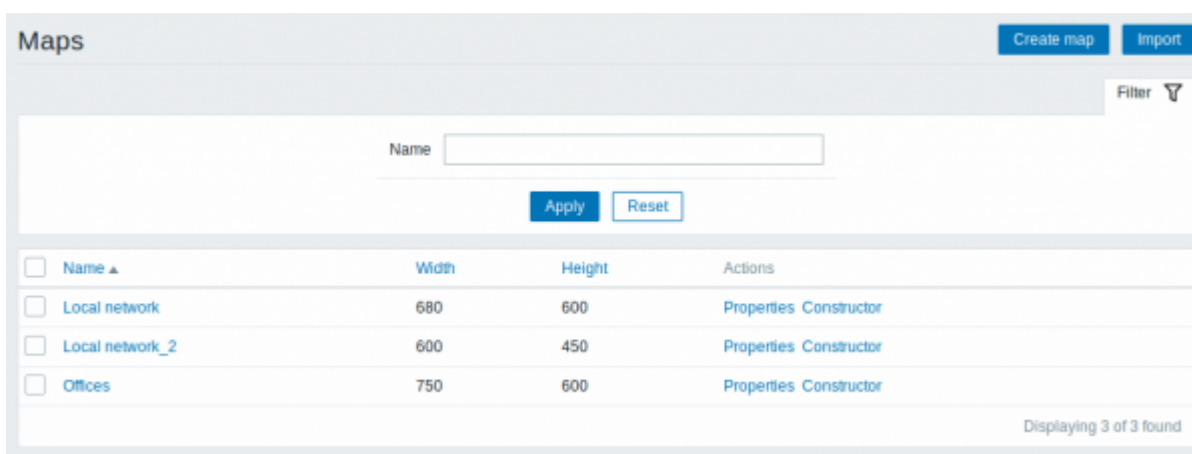 Maps Create map Import
Filter
Name
Apply Reset
Name Width Height Actions
Local network 680 600 Properties Constructor
Local network_2 600 450 Properties Constructor
Offices 750 600 Properties Constructor
Displaying 3 of 3 found